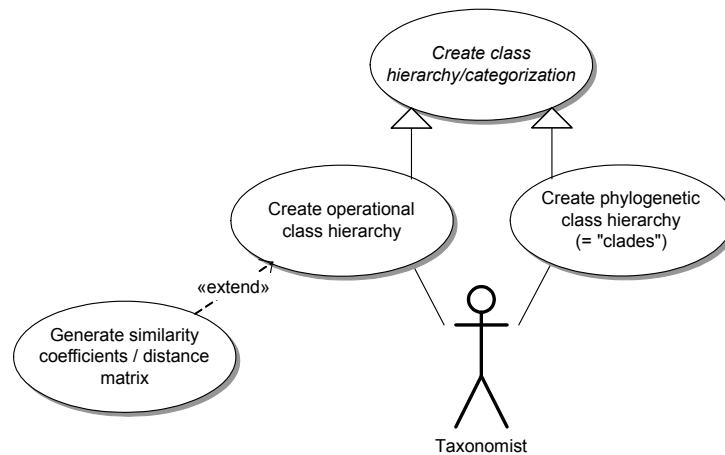 Create class
hierarchy/categorization
Create operational
class hierarchy
Create phylogenetic
class hierarchy
(= "clades")
«extend»
Generate similarity
coefficients / distance
matrix
Taxonomist